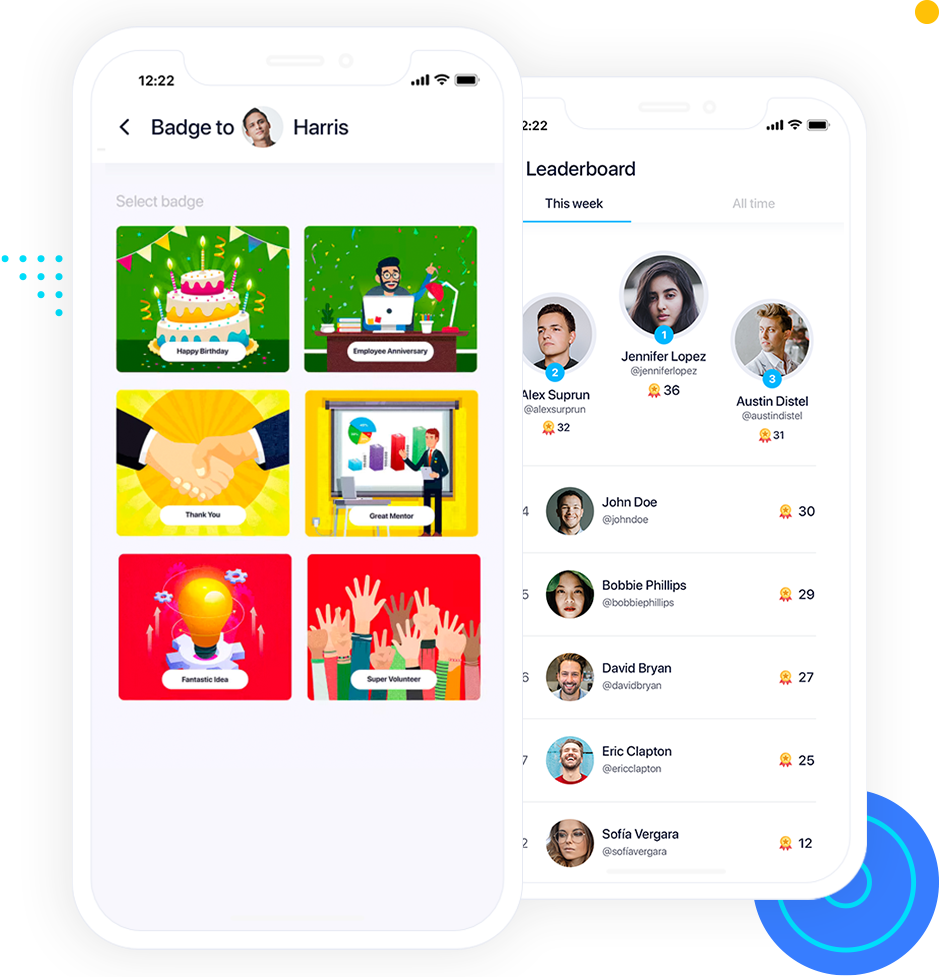 12:22
Badge to Harris
Select badge
Happy Birthday
Employee Anniversary
Thank You
Great Mentor
Fantastic Idea
Super Volunteer
2:22
Leaderboard
This week
All time
1
Jennifer Lopez
@jenniferlopez
36
2
Alex Suprun
@alexsurprun
32
3
Austin Distel
@austindistel
31
4
John Doe
@johndoe
30
5
Bobbie Phillips
@bobbiephillips
29
6
David Bryan
@davidbryan
27
7
Eric Clapton
@ericclapton
25
2
Sofía Vergara
@sofíavergara
12